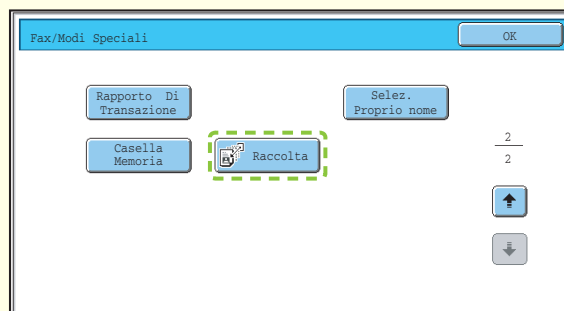 Fax/Modi Speciali
OK
Rapporto Di
Transazione
Selez.
Proprio nome
Casella
Memoria
Raccolta
2
2